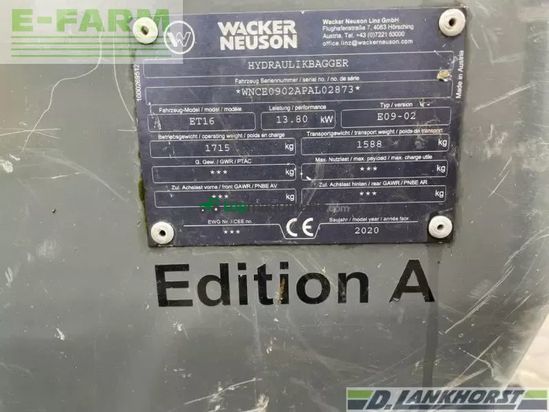 E-FARM
WACKER
NEUSON
Wacker Neuson Linz GmbH
Flughafenstrasse 7, 4063 Hörsching
Austria, Tel. +43 (0)7221 63000
office.linz@wackerneuson.com
1000269512
Made in Austria
HYDRAULIKBAGGER
Fahrzeug Seriennummer / serial no. / no. de série
*WNCE0902APAL02873*
Fahrzeug-Model / model / modèle
Leistung / performance
Typ / version
ET16
13.80 kW
E09-02
Betriebsgewicht / operating weight / poids en charge
Transportgewicht / transport weight / poids en transport
1715 kg
1588 kg
G. Gew. / GWR / PTAC
Max. Nutzlast / max. payload / max. charge utile
*** kg
*** kg
Zul. Achslast vorne / front GAWR / PNBE AV
Zul. Achslast hinten / rear GAWR / PNBE AR
*** kg
*** kg
EWG Nr. / CEE no.
***
CE
Baujahr / model year / année fabr.
2020
Edition A
D. LANKHORST